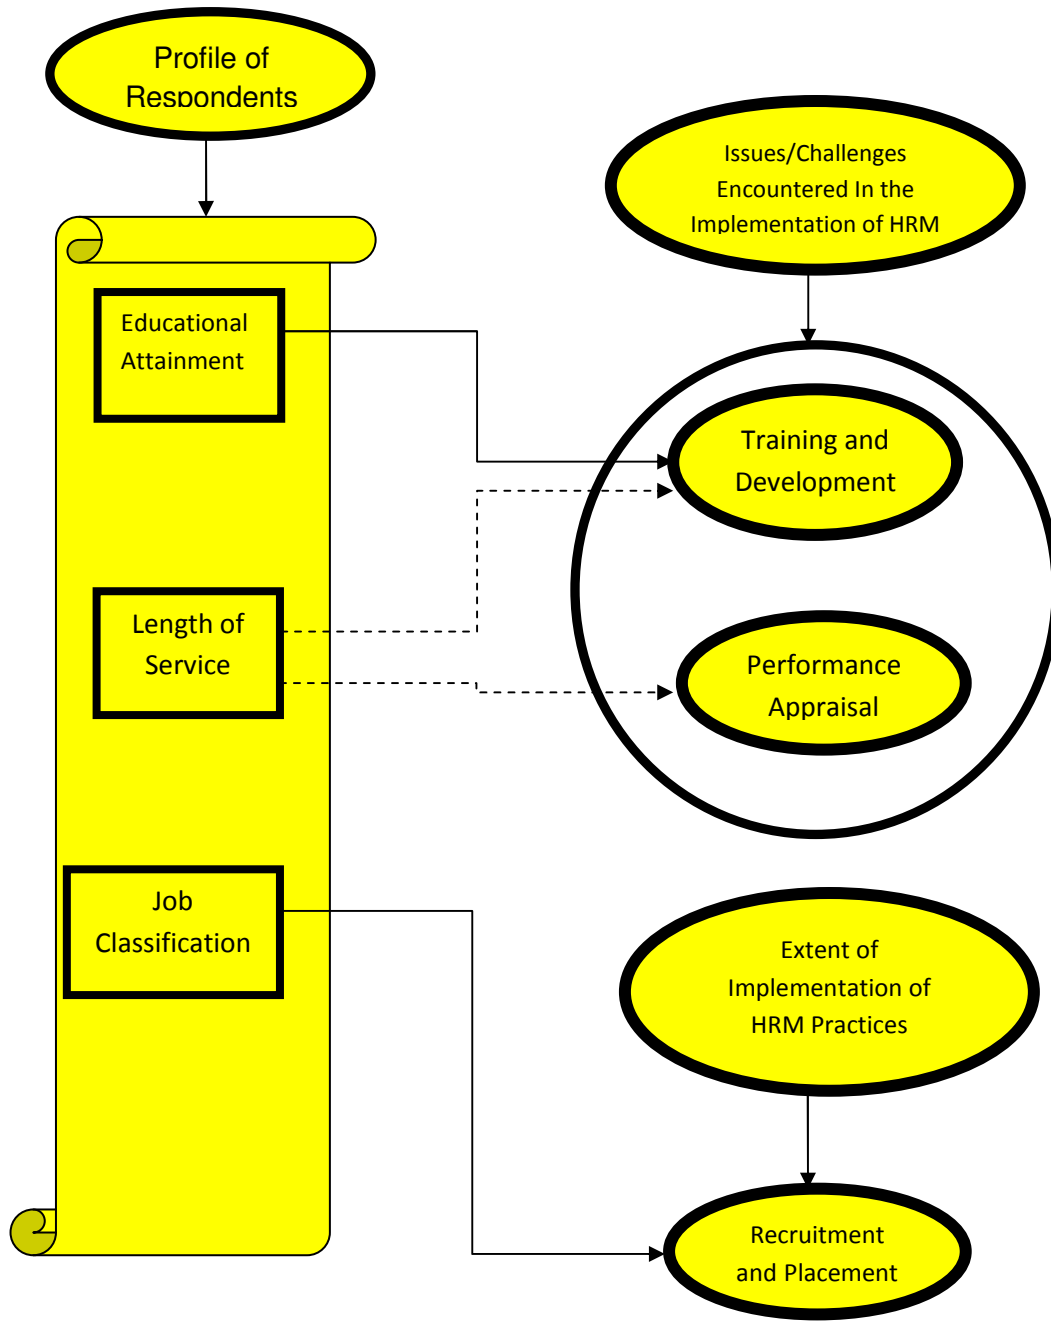 Profile of
Respondents
Issues/Challenges
Encountered In the
Implementation of HRM
Educational
Attainment
Training and
Development
Length of
Service
Performance
Appraisal
Job
Classification
Extent of
Implementation of
HRM Practices
Recruitment
and Placement